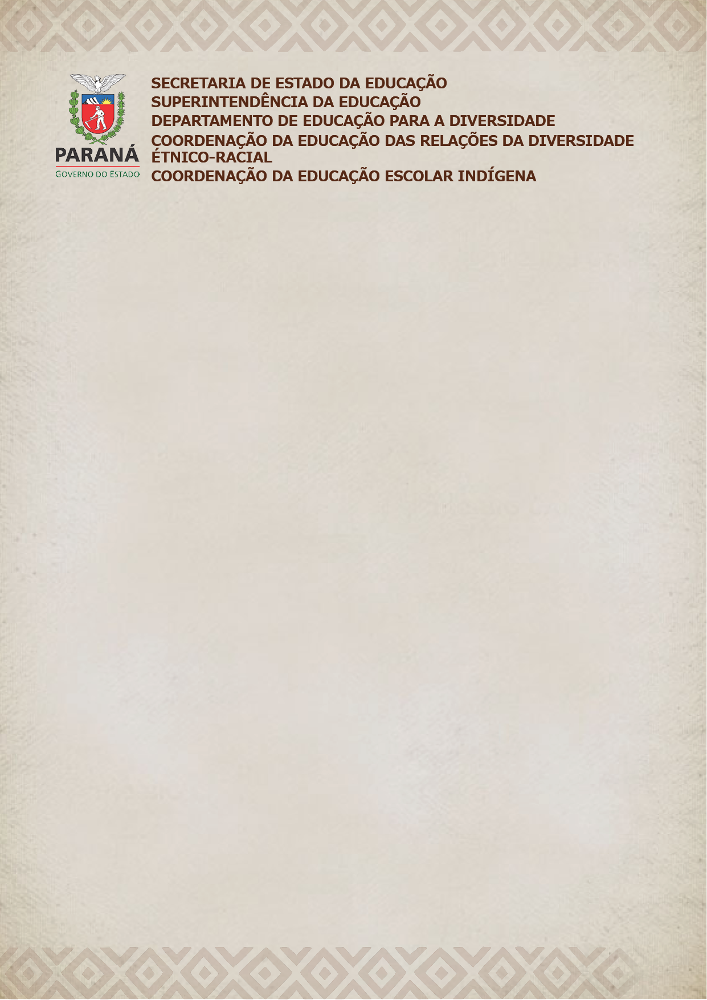 SECRETARIA DE ESTADO DA EDUCAÇÃO
SUPERINTENDÊNCIA DA EDUCAÇÃO
DEPARTAMENTO DE EDUCAÇÃO PARA A DIVERSIDADE
COORDENAÇÃO DA EDUCAÇÃO DAS RELAÇÕES DA DIVERSIDADE
ÉTNICO-RACIAL
COORDENAÇÃO DA EDUCAÇÃO ESCOLAR INDÍGENA
PARANÁ
GOVERNO DO ESTADO